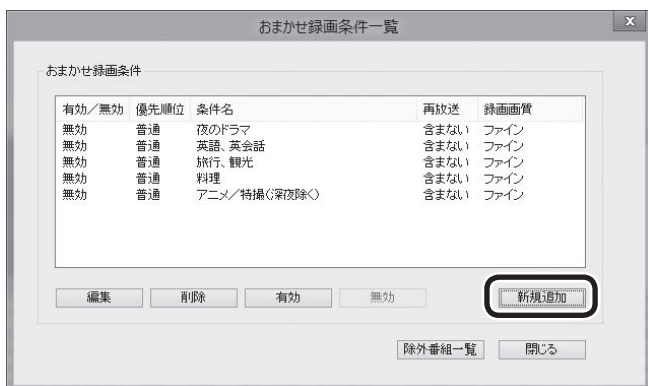 おまかせ録画条件一覧
x
おまかせ録画条件
有効／無効 優先順位 条件名 再放送 録画画質
無効 普通 夜のドラマ 含まない ファイン
無効 普通 英語、英会話 含まない ファイン
無効 普通 旅行、観光 含まない ファイン
無効 普通 料理 含まない ファイン
無効 普通 アニメ／特撮(深夜除く) 含まない ファイン
編集 削除 有効 無効 新規追加
除外番組一覧 閉じる